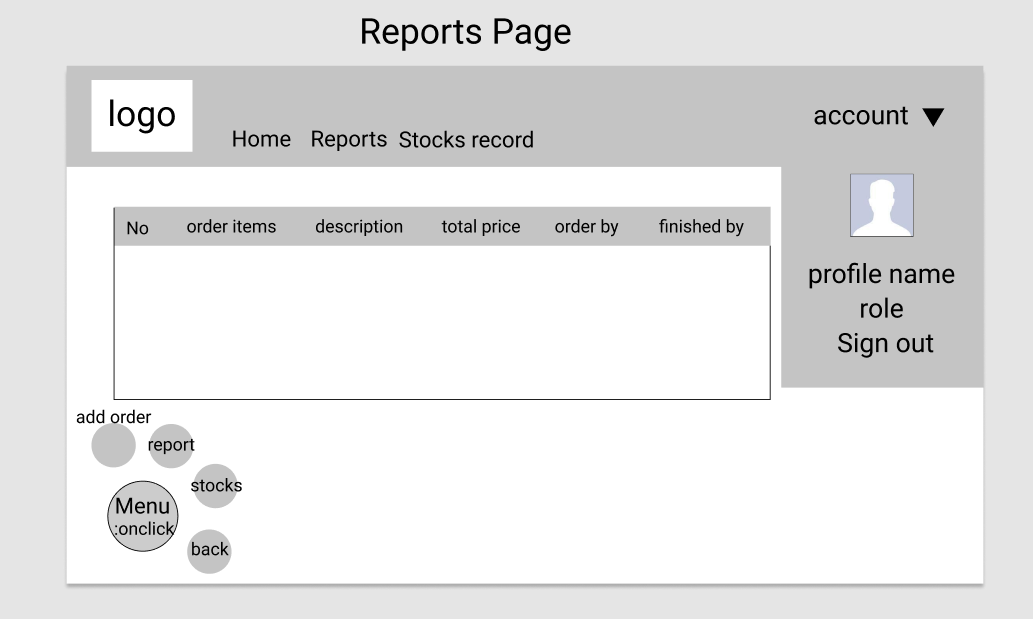 Reports Page
logo
Home Reports Stocks record
account
profile name
role
Sign out
No order items description total price order by finished by
add order
report
stocks
Menu
:onclick
back